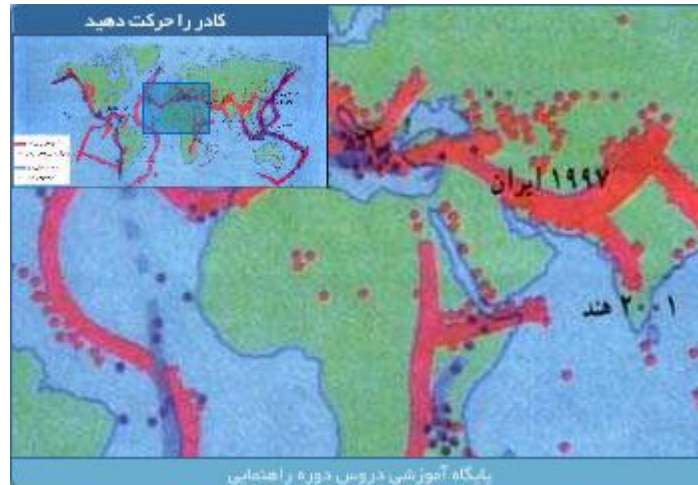 کادر را حرکت دهید
۱۹۹۷ ایران
۲۰۰۱ هند
پایگاه آموزشی دروس دوره راهنمایی